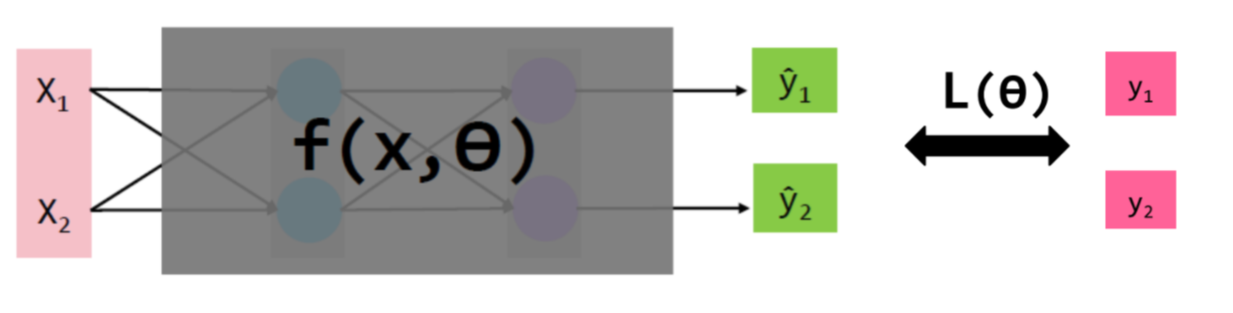 X₁
X₂
f(x,θ)
ŷ₁
ŷ₂
L(θ)
y₁
y₂